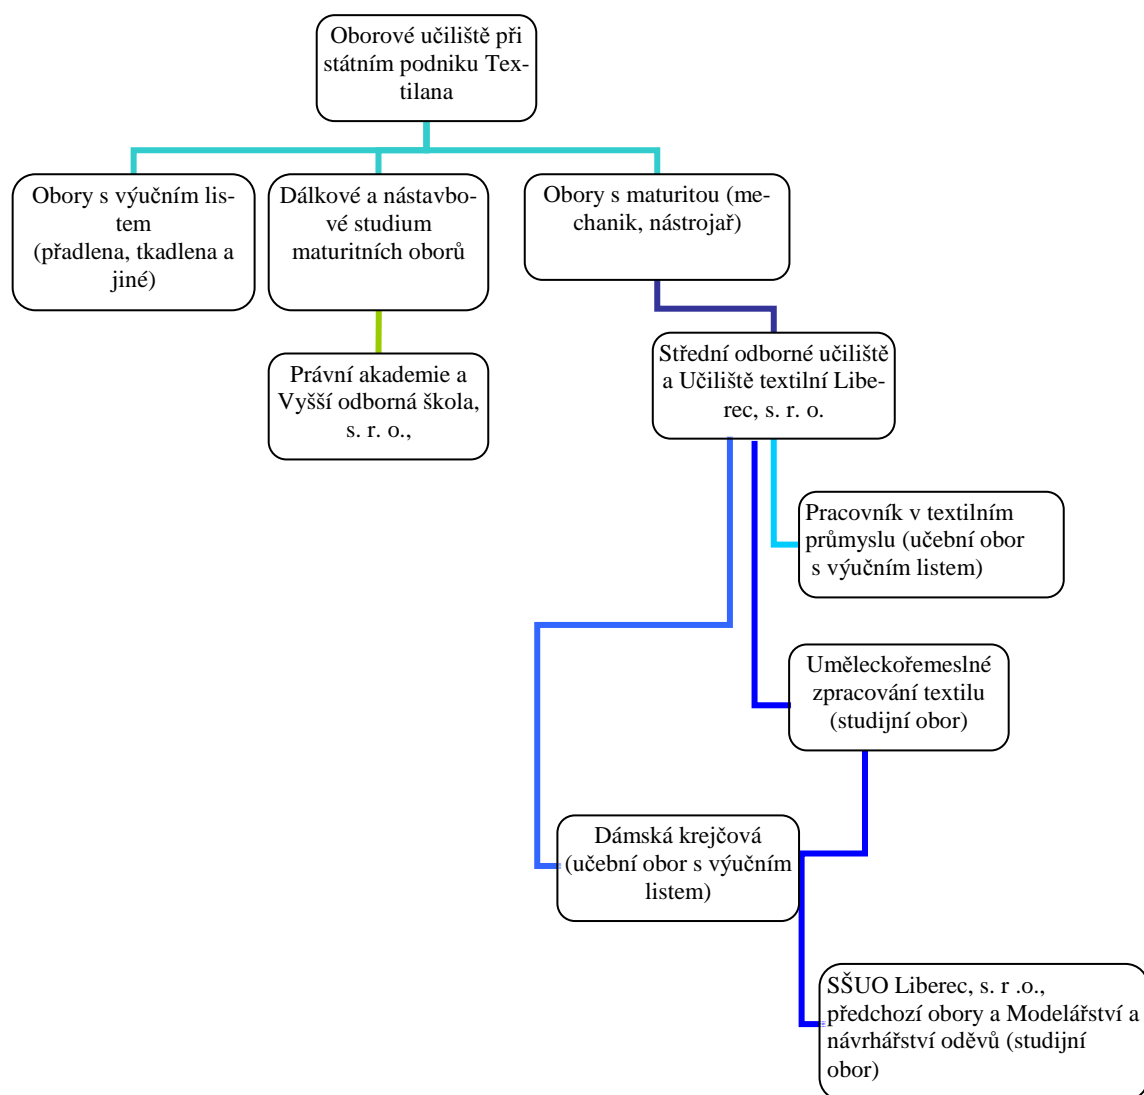 Oborové učiliště při
státním podniku Tex-
tilana
Obory s výučním lis-
tem
(přadlena, tkadlena a
jiné)
Dálkové a nástavbo-
vé studium
maturitních oborů
Obory s maturitou (me-
chanik, nástrojař)
Střední odborné učiliště
a Učiliště textilní Libe-
rec, s. r. o.
Právní akademie a
Vyšší odborná škola,
s. r. o.,
Pracovník v textilním
průmyslu (učební obor
s výučním listem)
Uměleckořemeslné
zpracování textilu
(studijní obor)
Dámská krejčová
(učební obor s výučním
listem)
SŠUO Liberec, s. r .o.,
předchozí obory a Modelářství a
návrhářství oděvů (studijní
obor)